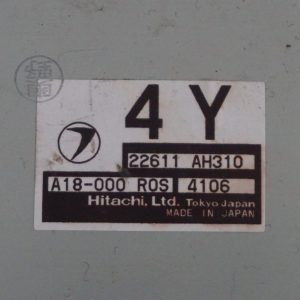 4 Y
22611 AH310
A18-000 R0S 4106
Hitachi, Ltd. Tokyo Japan
MADE IN JAPAN